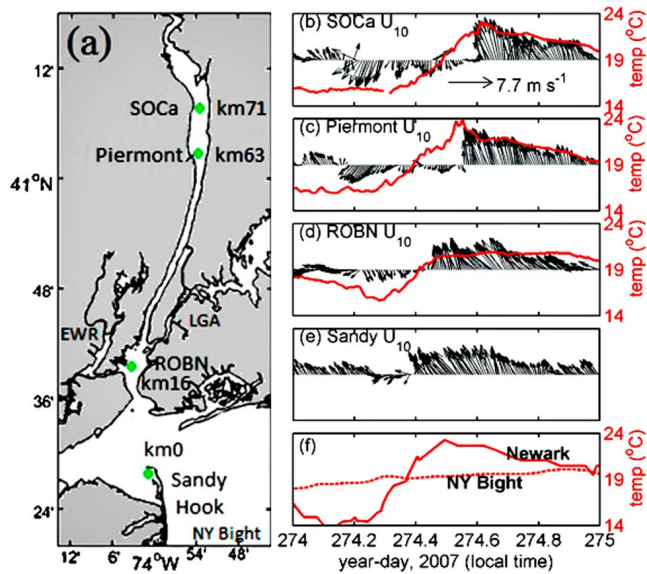 (a)
12'
SOCa km71
Piermont km63
41°N
48'
EWR
LGA
ROBN
km16
36'
km0
Sandy
Hook
24'
NY Bight
12' 6' 74°W 54' 48'
(b) SOCa U10
7.7 m s-1
24
19
14
temp (°C)
(c) Piermont U10
24
19
14
temp (°C)
(d) ROBN U10
24
19
14
temp (°C)
(e) Sandy U10
(f)
Newark
NY Bight
24
19
14
temp (°C)
274 274.2 274.4 274.6 274.8 275
year-day, 2007 (local time)